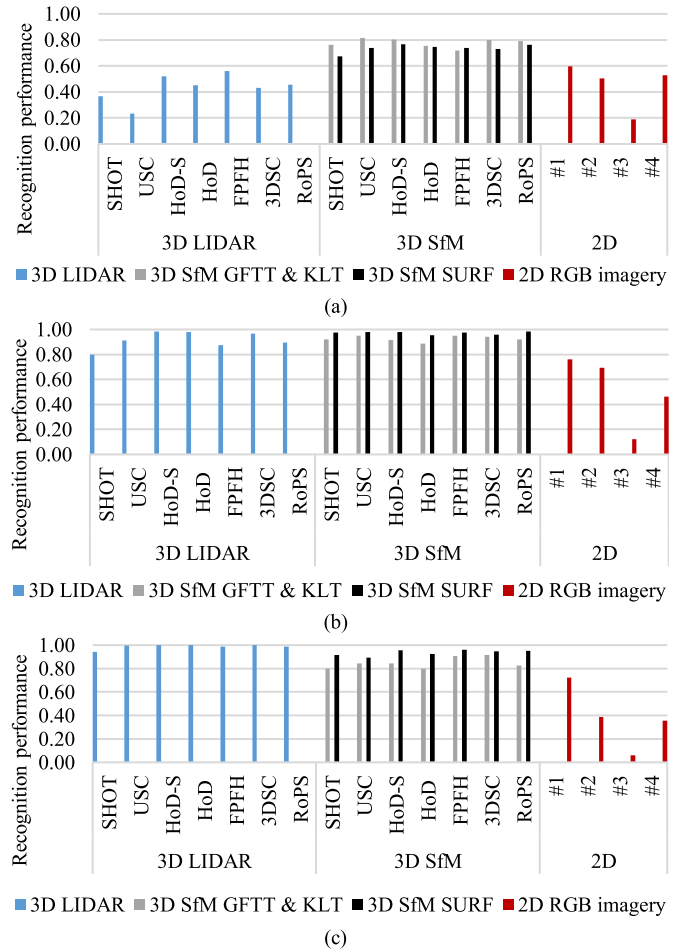 Recognition performance
1.00
0.80
0.60
0.40
0.20
0.00
SHOT
USC
HoD-S
HoD
FPFH
3DSC
RoPS
SHOT
USC
HoD-S
HoD
FPFH
3DSC
RoPS
#1
#2
#3
#4
3D LIDAR
3D SfM
2D
3D LIDAR 3D SfM GFTT & KLT 3D SfM SURF 2D RGB imagery
(a)
Recognition performance
1.00
0.80
0.60
0.40
0.20
0.00
SHOT
USC
HoD-S
HoD
FPFH
3DSC
RoPS
SHOT
USC
HoD-S
HoD
FPFH
3DSC
RoPS
#1
#2
#3
#4
3D LIDAR
3D SfM
2D
3D LIDAR 3D SfM GFTT & KLT 3D SfM SURF 2D RGB imagery
(b)
Recognition performance
1.00
0.80
0.60
0.40
0.20
0.00
SHOT
USC
HoD-S
HoD
FPFH
3DSC
RoPS
SHOT
USC
HoD-S
HoD
FPFH
3DSC
RoPS
#1
#2
#3
#4
3D LIDAR
3D SfM
2D
3D LIDAR 3D SfM GFTT & KLT 3D SfM SURF 2D RGB imagery
(c)